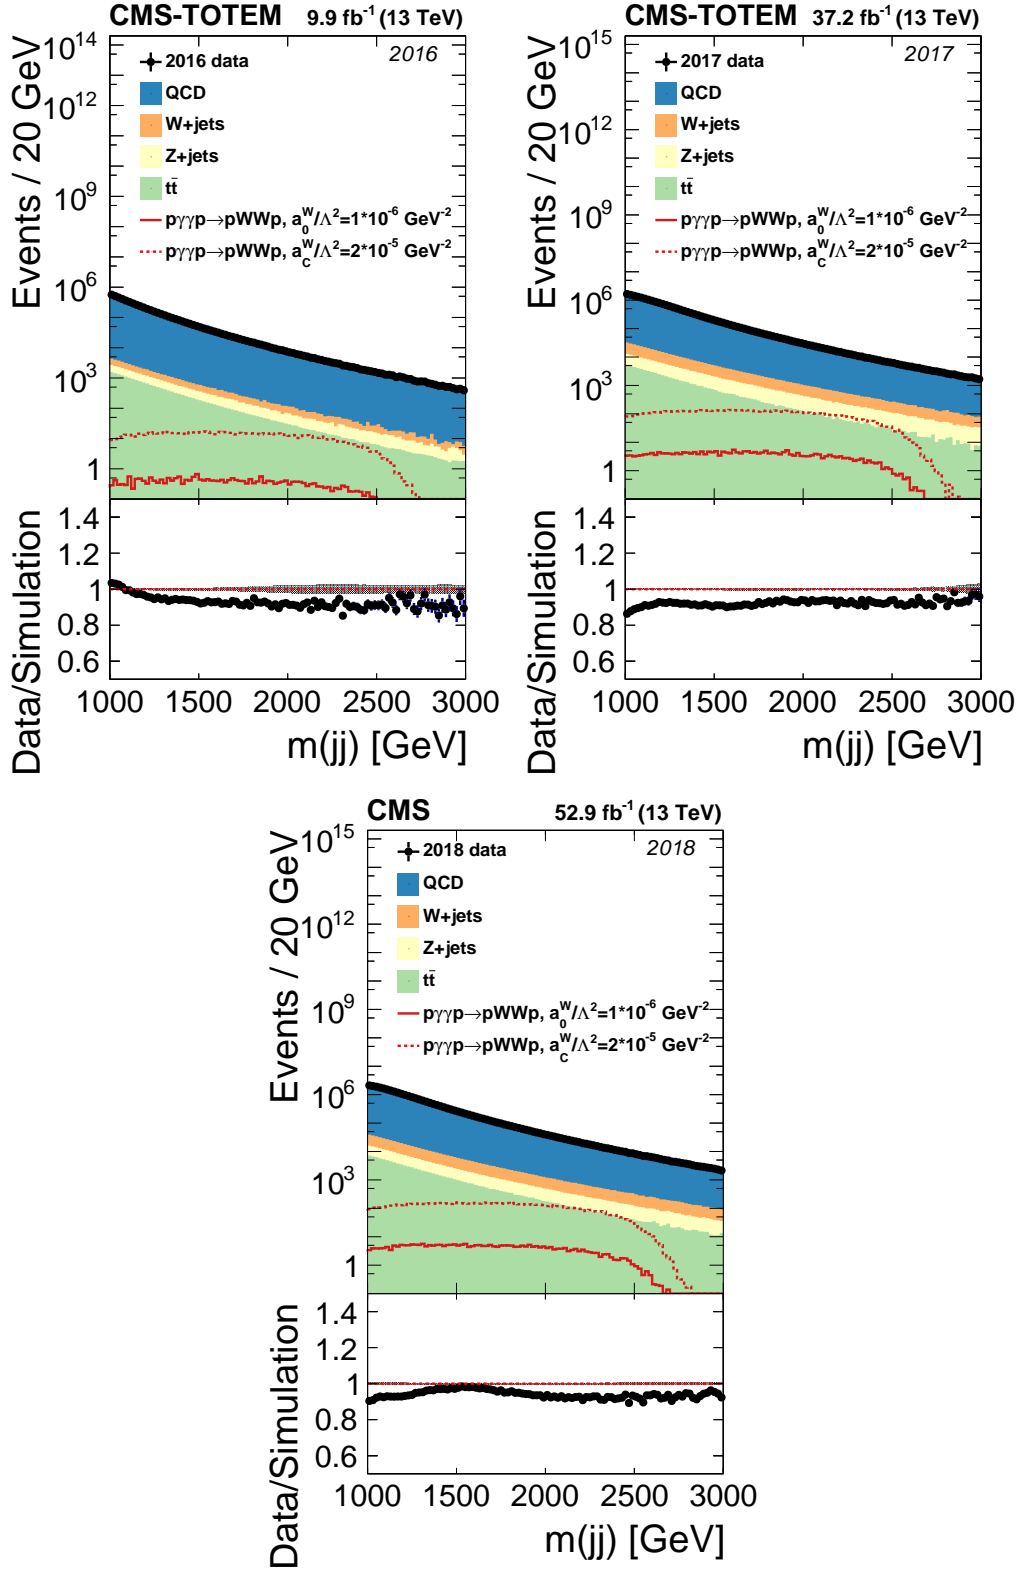 CMS-TOTEM 9.9 fb⁻¹ (13 TeV)
Events / 20 GeV
2016
10¹⁴
10¹²
10⁹
10⁶
10³
1
2016 data
QCD
W+jets
Z+jets
tt̄
pγγp→pWWp, a₀ᵂ/Λ²=1*10⁻⁶ GeV⁻²
pγγp→pWWp, a_Cᵂ/Λ²=2*10⁻⁵ GeV⁻²
Data/Simulation
1.4
1.2
1
0.8
0.6
1000 1500 2000 2500 3000
m(jj) [GeV]
CMS-TOTEM 37.2 fb⁻¹ (13 TeV)
Events / 20 GeV
2017
10¹⁵
10¹²
10⁹
10⁶
10³
1
2017 data
QCD
W+jets
Z+jets
tt̄
pγγp→pWWp, a₀ᵂ/Λ²=1*10⁻⁶ GeV⁻²
pγγp→pWWp, a_Cᵂ/Λ²=2*10⁻⁵ GeV⁻²
Data/Simulation
1.4
1.2
1
0.8
0.6
1000 1500 2000 2500 3000
m(jj) [GeV]
CMS 52.9 fb⁻¹ (13 TeV)
Events / 20 GeV
2018
10¹⁵
10¹²
10⁹
10⁶
10³
1
2018 data
QCD
W+jets
Z+jets
tt̄
pγγp→pWWp, a₀ᵂ/Λ²=1*10⁻⁶ GeV⁻²
pγγp→pWWp, a_Cᵂ/Λ²=2*10⁻⁵ GeV⁻²
Data/Simulation
1.4
1.2
1
0.8
0.6
1000 1500 2000 2500 3000
m(jj) [GeV]